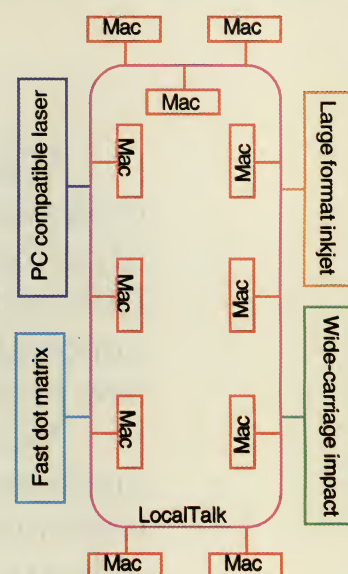 Mac
Mac
Mac
PC compatible laser
Mac
Mac
Large format inkjet
Mac
Mac
Fast dot matrix
Mac
Mac
Wide-carriage impact
LocalTalk
Mac
Mac